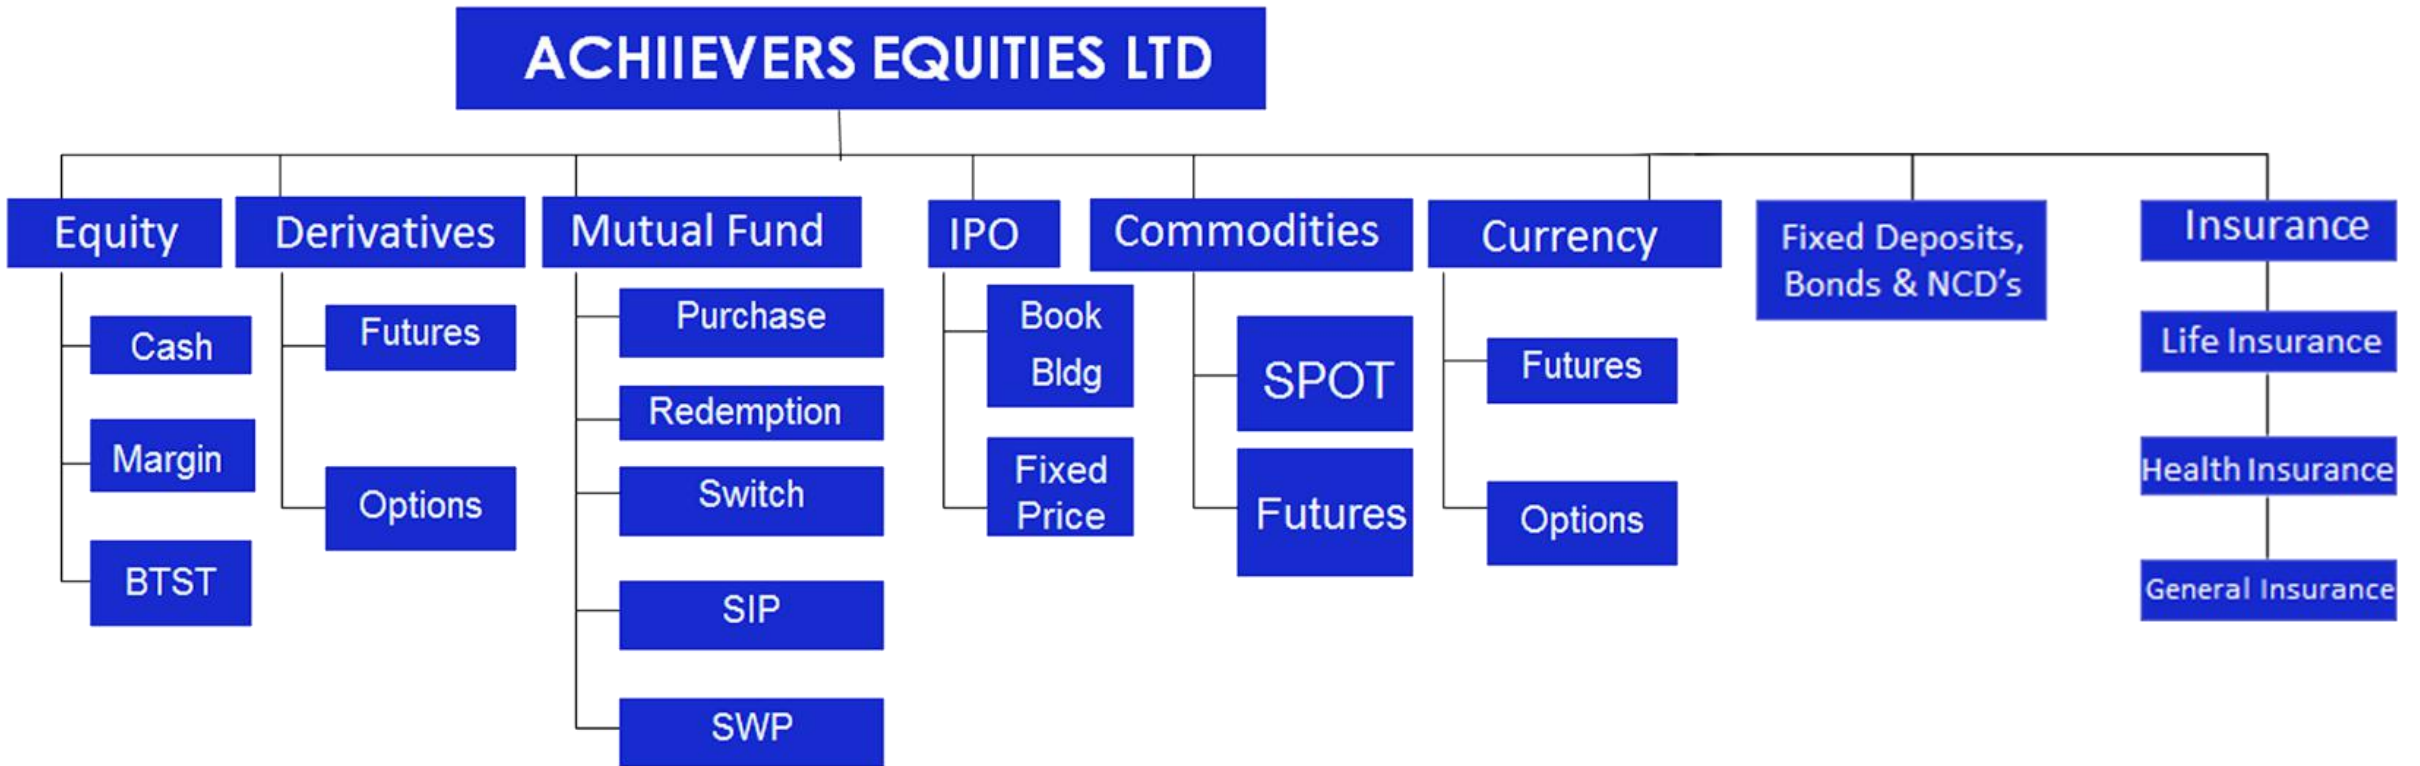 ACHIIEVERS EQUITIES LTD
Equity
Cash
Margin
BTST
Derivatives
Futures
Options
Mutual Fund
Purchase
Redemption
Switch
SIP
SWP
IPO
Book
Bldg
Fixed
Price
Commodities
SPOT
Futures
Currency
Futures
Options
Fixed Deposits,
Bonds & NCD’s
Insurance
Life Insurance
Health Insurance
General Insurance